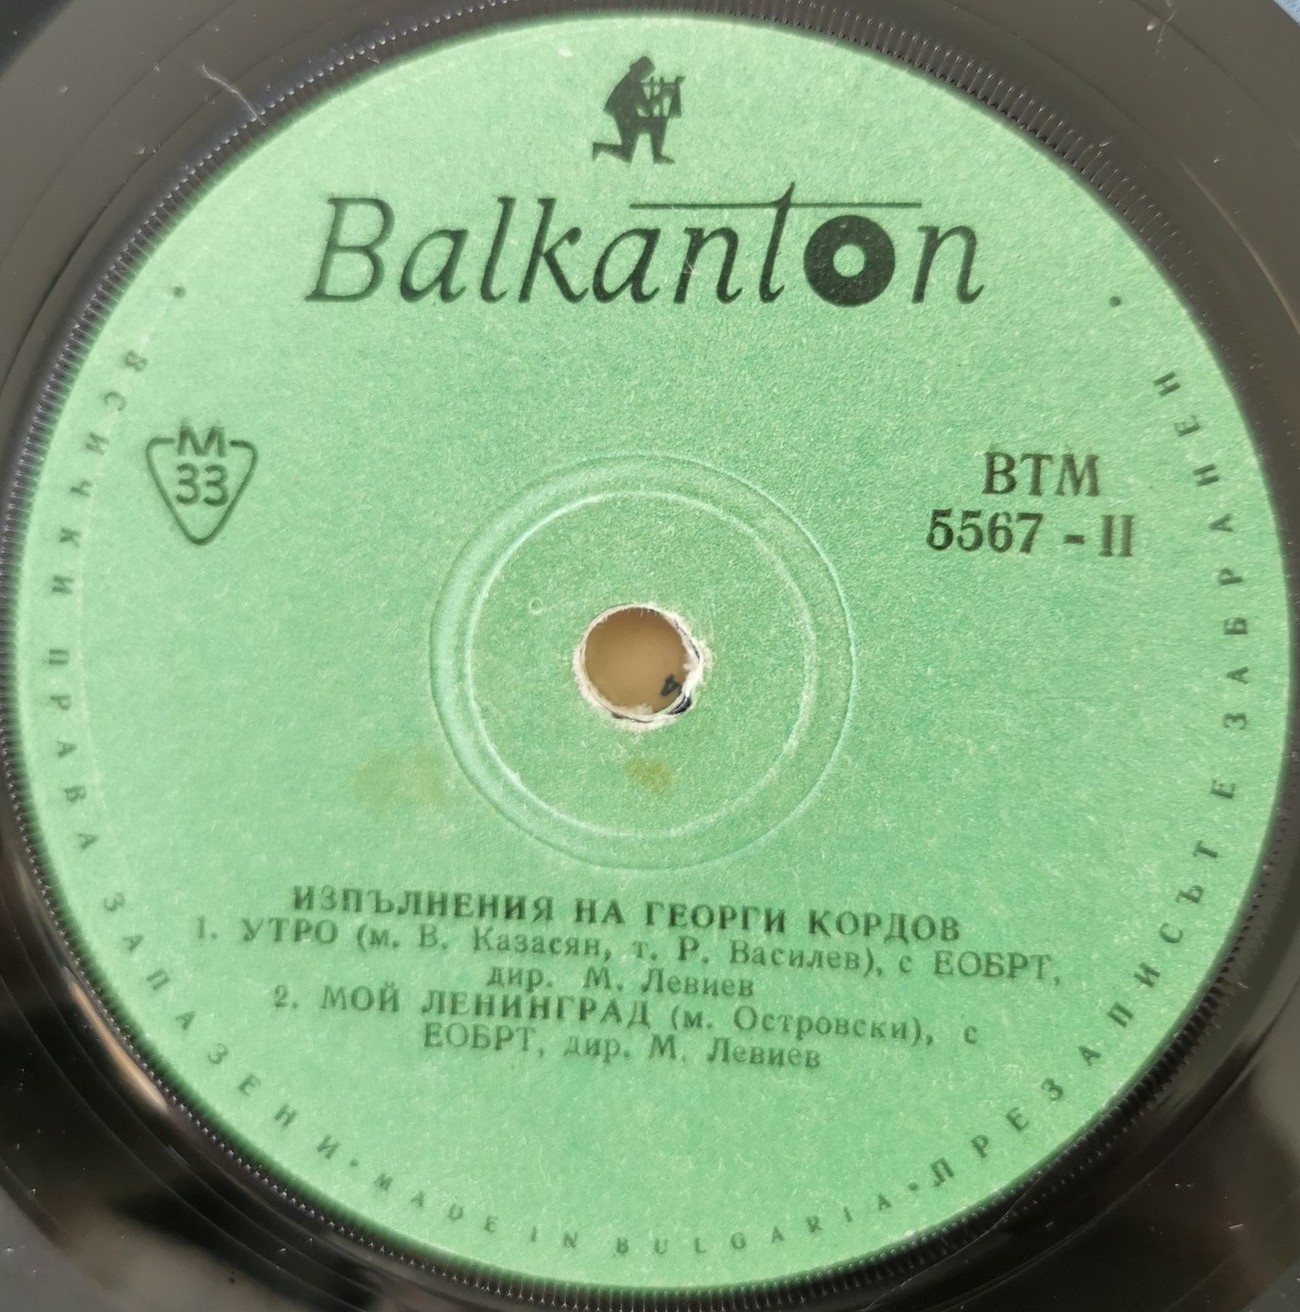 Balkanton
M
33
ВТМ
5567 - II
ИЗПЪЛНЕНИЯ НА ГЕОРГИ КОРДОВ
1. УТРО (м. В. Казасян, т. Р. Василев), с ЕОБРТ,
дир. М. Левиев
2. МОЙ ЛЕНИНГРАД (м. Островски), с
ЕОБРТ, дир. М. Левиев
• ВСИЧКИ ПРАВА ЗАПАЗЕНИ • MADE IN BULGARIA • ПРЕЗАПИСЪТ Е ЗАБРАНЕН •